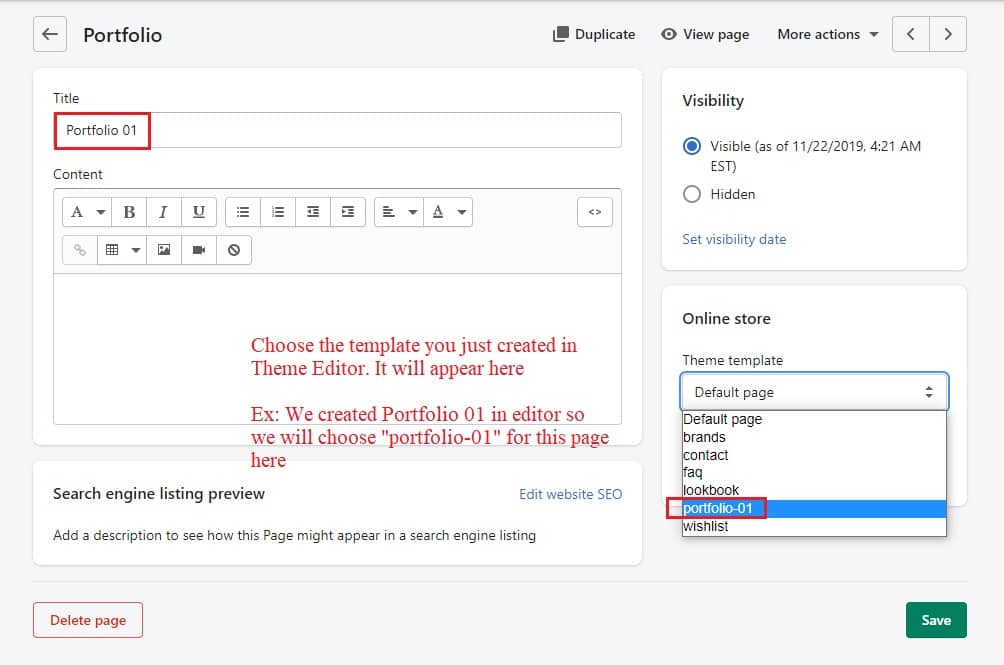 Portfolio
Duplicate
View page
More actions
Title
Portfolio 01
Content
A
B
I
U
A
<>
Choose the template you just created in
Theme Editor. It will appear here
Ex: We created Portfolio 01 in editor so
we will choose "portfolio-01" for this page
here
Search engine listing preview
Edit website SEO
Add a description to see how this Page might appear in a search engine listing
Visibility
Visible (as of 11/22/2019, 4:21 AM
EST)
Hidden
Set visibility date
Online store
Theme template
Default page
Default page
brands
contact
faq
lookbook
portfolio-01
wishlist
Delete page
Save